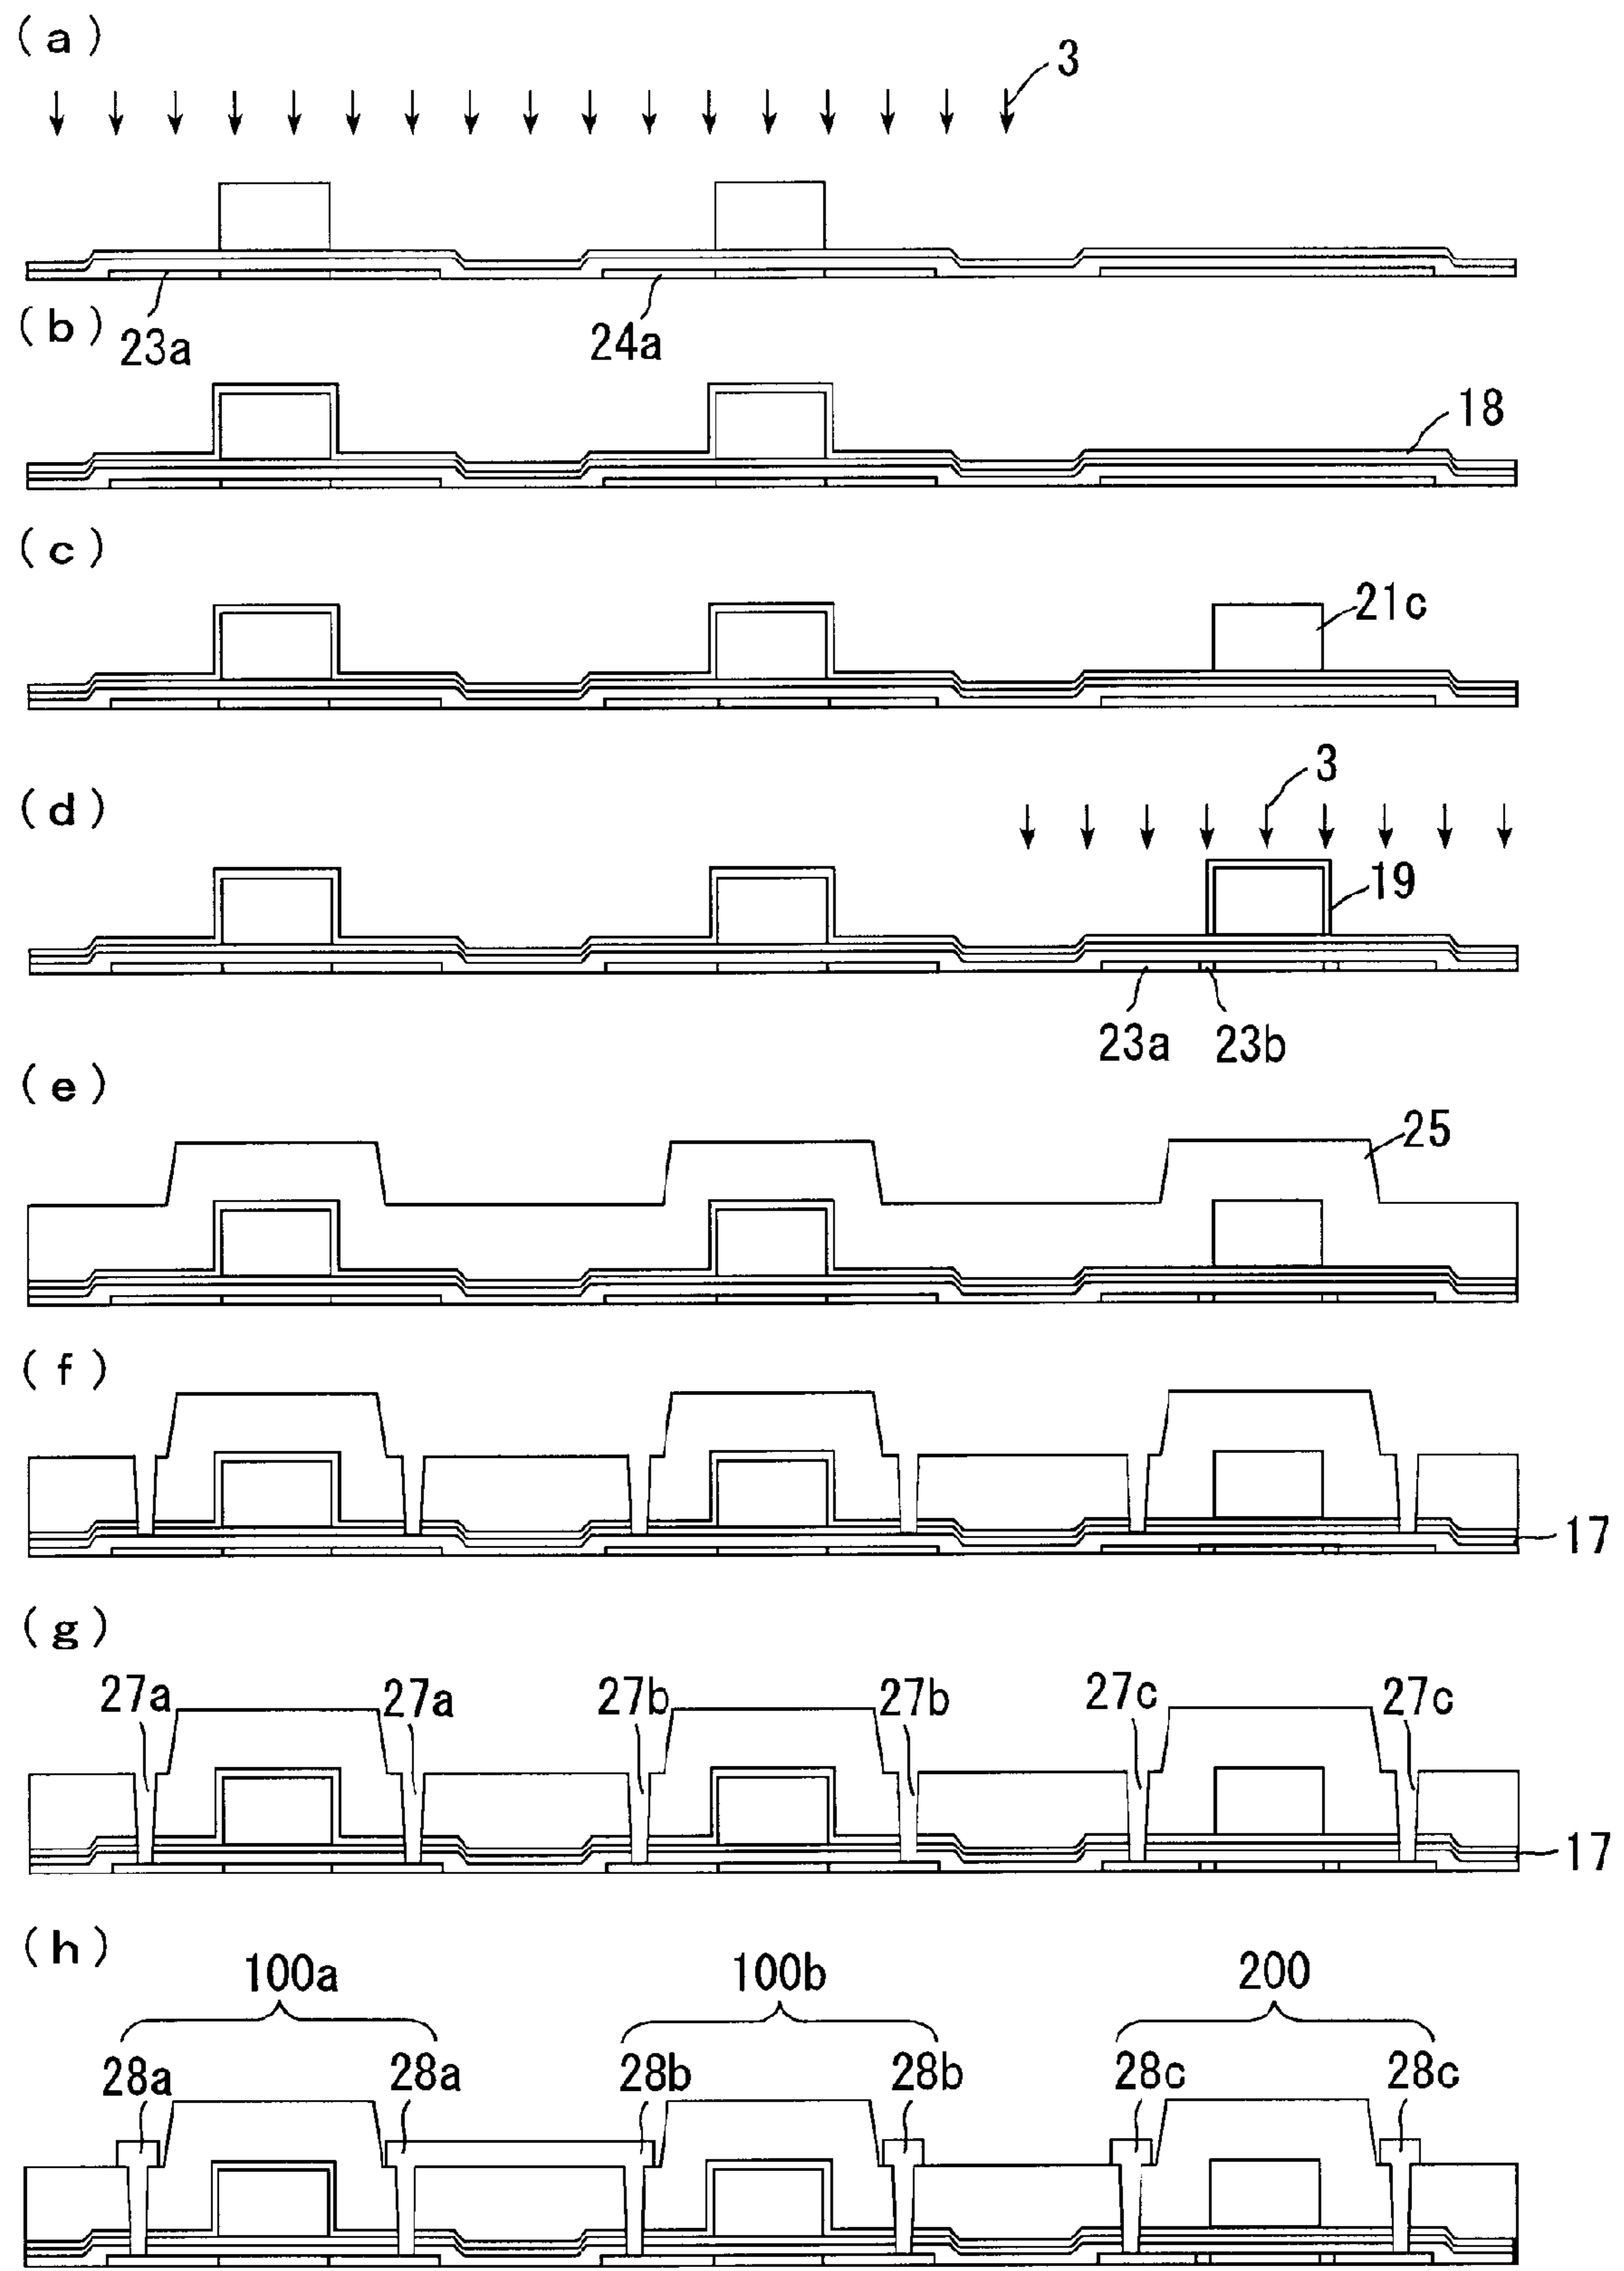 (a)
3
23a
24a
(b)
18
(c)
21c
(d)
3
19
23a 23b
(e)
25
(f)
17
(g)
27a 27a 27b 27b 27c 27c
17
(h)
100a 100b 200
28a 28a 28b 28b 28c 28c